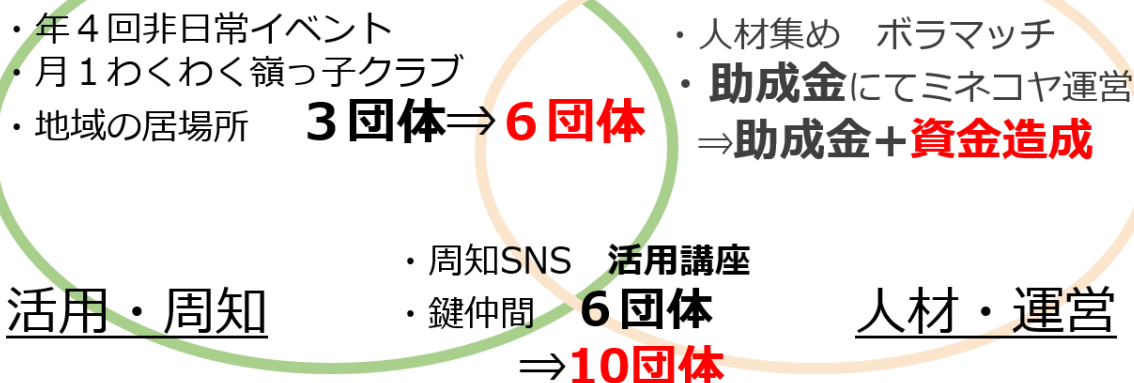 ・年４回非日常イベント
・月１わくわく嶺っ子クラブ
・地域の居場所　３団体⇒６団体
・人材集め　ボラマッチ
・助成金にてミネコヤ運営
⇒助成金+資金造成
・周知SNS　活用講座
・鍵仲間　６団体
⇒10団体
活用・周知
人材・運営